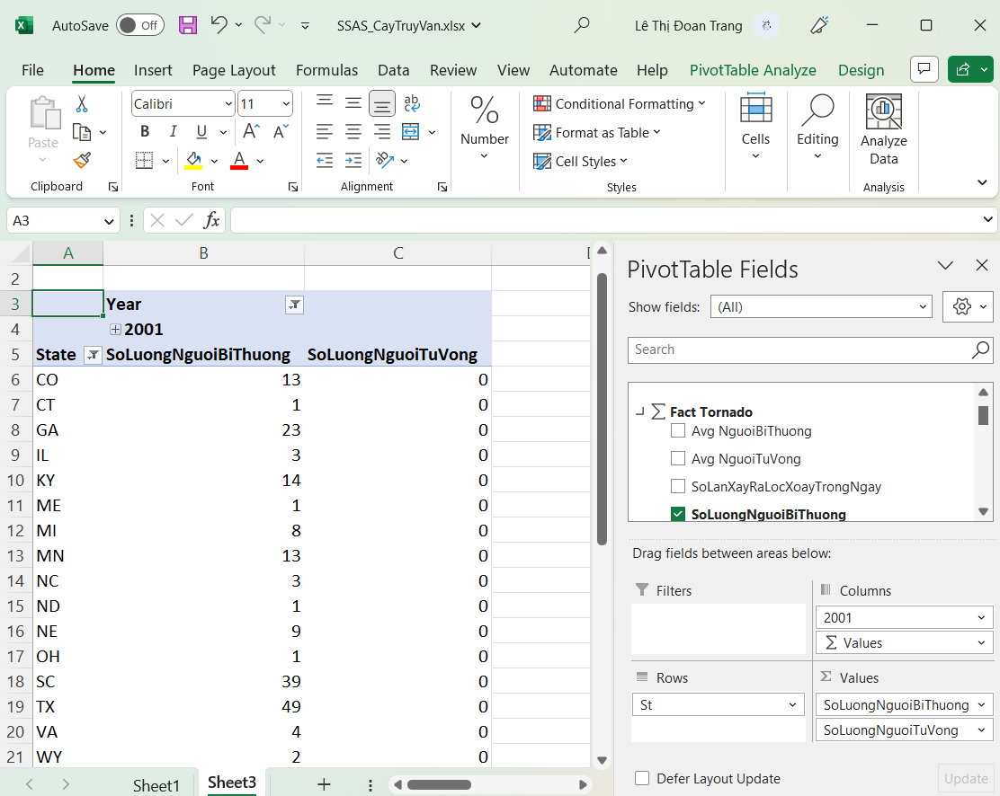 AutoSave Off SSAS_CayTruyVan.xlsx Lê Thị Đoan Trang
File Home Insert Page Layout Formulas Data Review View Automate Help PivotTable Analyze Design
Paste
Clipboard
Calibri 11
B I U A A
A
Font
ab
Alignment
%
Number
Conditional Formatting
Format as Table
Cell Styles
Styles
Cells
Editing
Analyze
Data
Analysis
A3 fx
A B C D
2
3 Year
4 2001
5 State SoLuongNguoiBiThuong SoLuongNguoiTuVong
6 CO 13 0
7 CT 1 0
8 GA 23 0
9 IL 3 0
10 KY 14 0
11 ME 1 0
12 MI 8 0
13 MN 13 0
14 NC 3 0
15 ND 1 0
16 NE 9 0
17 OH 1 0
18 SC 39 0
19 TX 49 0
20 VA 4 0
21 WY 2 0
Sheet1 Sheet3
PivotTable Fields
Show fields: (All)
Search
Σ Fact Tornado
Avg NguoiBiThuong
Avg NguoiTuVong
SoLanXayRaLocXoayTrongNgay
SoLuongNguoiBiThuong
Drag fields between areas below:
Filters
Columns
2001
Σ Values
Rows
St
Σ Values
SoLuongNguoiBiThuong
SoLuongNguoiTuVong
Defer Layout Update Update